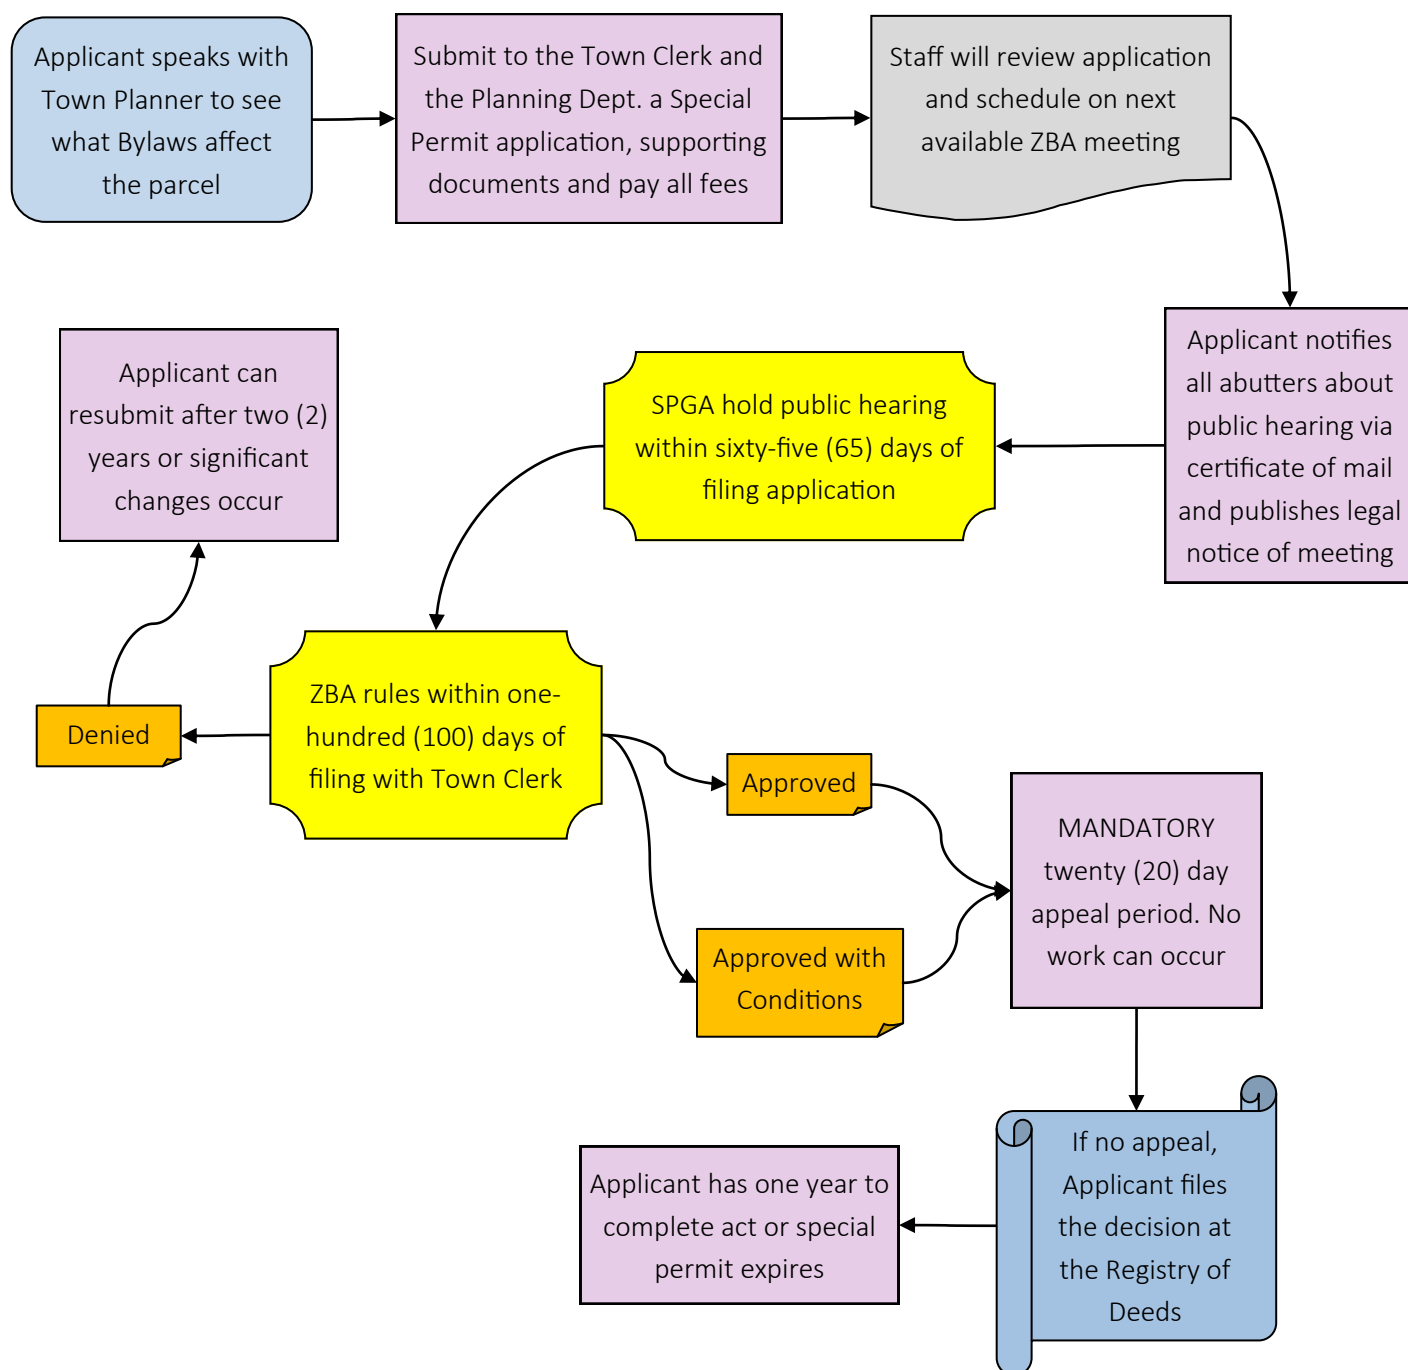 Applicant speaks with
Town Planner to see
what Bylaws affect
the parcel
Submit to the Town Clerk and
the Planning Dept. a Special
Permit application, supporting
documents and pay all fees
Staff will review application
and schedule on next
available ZBA meeting
Applicant notifies
all abutters about
public hearing via
certificate of mail
and publishes legal
notice of meeting
SPGA hold public hearing
within sixty-five (65) days of
filing application
ZBA rules within one-
hundred (100) days of
filing with Town Clerk
Denied
Applicant can
resubmit after two (2)
years or significant
changes occur
Approved
Approved with
Conditions
MANDATORY
twenty (20) day
appeal period. No
work can occur
If no appeal,
Applicant files
the decision at
the Registry of
Deeds
Applicant has one year to
complete act or special
permit expires